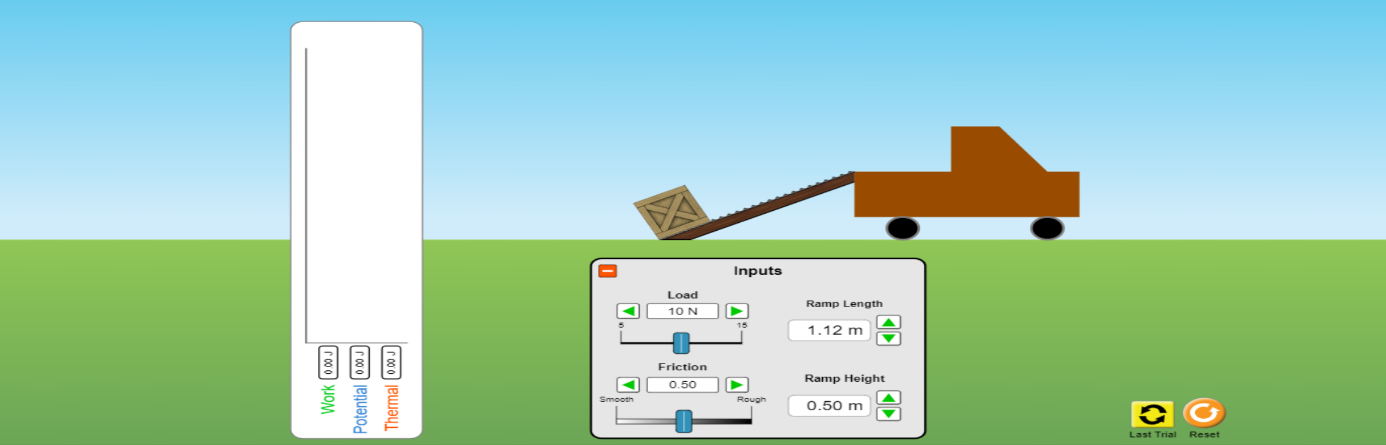 0.00 J
0.00 J
0.00 J
Work
Potential
Thermal
Inputs
Load
10 N
5
15
Friction
0.50
Smooth
Rough
Ramp Length
1.12 m
Ramp Height
0.50 m
Last Trial
Reset